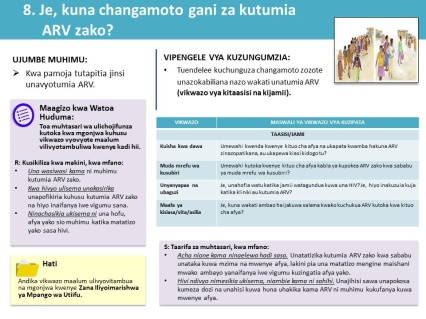 8. Je, kuna changamoto gani za kutumia
ARV zako?
UJUMBE MUHIMU:
Kwa pamoja tutapitia jinsi
unavyotumia ARV.
Maagizo kwa Watoa
Huduma:
Toa muhtasari wa ulichojifunza
kutoka kwa mgonjwa kuhusu
vikwazo vyovyote maalum
vilivyotambuliwa kwenye kadi hii.
R: Kusikiliza kwa makini, kwa mfano:
Una wasiwasi kama ni muhimu
kutumia ARV zako.
Kwa hivyo ulisema unakasirika
unapofikiria kuhusu kutumia ARV zako
na hiyo inaifanya iwe vigumu sana.
Ninachosikia ukisema ni una hofu,
afya yako sio muhimu katika matatizo
yako sasa hivi.
Hati
Andika vikwazo maalum ulivyovitambua
na mgonjwa kwenye Zana Iliyoimarishwa
ya Mpango wa Utiifu.
VIPENGELE VYA KUZUNGUMZIA:
Tuendelee kuchunguza changamoto zozote
unazokabiliana nazo wakati unatumia ARV
(vikwazo vya kitaasisi na kijamii).
VIKWAZO
MASWALI YA VIKWAZO VYA KUZIPATA
TAASISI/JAMII
Kuisha kwa dawa
Umewahi kwenda kwenye kituo cha afya na ukapata kwamba hakuna ARV
zinazopatikana, au ukapewa kiasi kidogo tu?
Muda mrefu wa
kusubiri
Umewahi kutoka kwenye kituo cha afya kabla ya kupokea ARV zako kwa sababu
ya muda mrefu wa kusubiri?
Unyanyapaa na
ubaguzi
Je, unahofia watu katika jamii watagundua kuwa una HIV? Je, hiyo inakuzuia kuja
katika kliniki au kutumia ARV?
Maafa ya
kisiasa/vita/asilia
Je, kuna wakati ambao ha jakuwa salama kwako kuchukua ARV kutoka kwa kituo
cha afya?
S: Taarifa za muhtasari, kwa mfano:
Acha nione kama ninaelewa hadi sasa. Unatatizika kutumia ARV zako kwa sababu
unataka kuwa mzima na mwenye afya, lakini pia una matatizo mengine maishani
mwako ambayo yanaifanya iwe vigumu kuzingatia afya yako.
Hivi ndivyo nimesikia ukisema, niambie kama ni sahihi. Unajihisi sawa unapokosa
kumeza dozi na unahisi kuwa huna uhakika kama ARV ni muhimu kukufanya kuwa
mwenye afya.